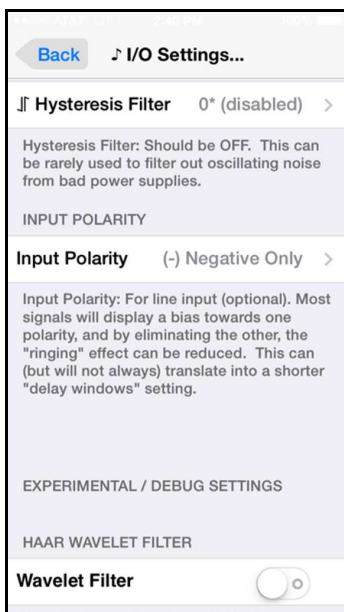 AT&T LTE 2:40 PM 100%
Back ♪ I/O Settings...
Hysteresis Filter 0* (disabled) >
Hysteresis Filter: Should be OFF. This can
be rarely used to filter out oscillating noise
from bad power supplies.
INPUT POLARITY
Input Polarity (-) Negative Only >
Input Polarity: For line input (optional). Most
signals will display a bias towards one
polarity, and by eliminating the other, the
"ringing" effect can be reduced. This can
(but will not always) translate into a shorter
"delay windows" setting.
EXPERIMENTAL / DEBUG SETTINGS
HAAR WAVELET FILTER
Wavelet Filter